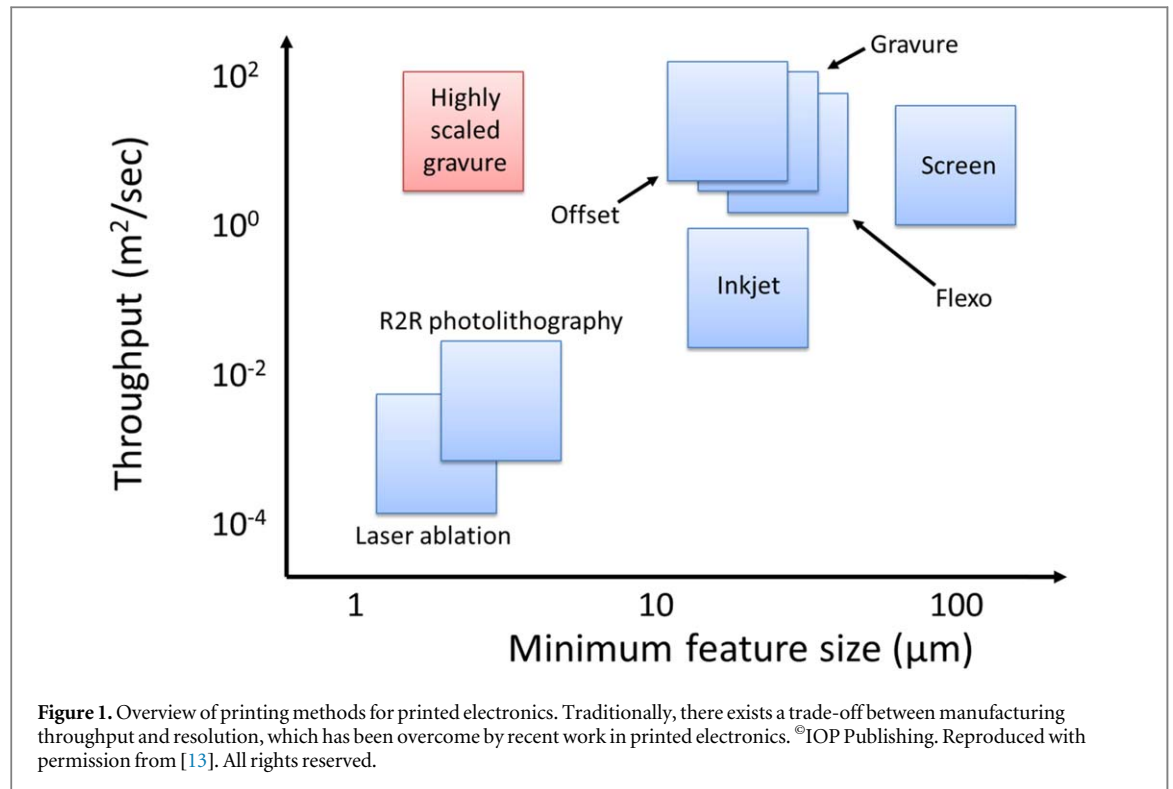 Throughput (m²/sec)
10²
10⁰
10⁻²
10⁻⁴
Highly
scaled
gravure
Gravure
Offset
Screen
Flexo
Inkjet
R2R photolithography
Laser ablation
1
10
100
Minimum feature size (μm)
Figure 1. Overview of printing methods for printed electronics. Traditionally, there exists a trade-off between manufacturing
throughput and resolution, which has been overcome by recent work in printed electronics. ©IOP Publishing. Reproduced with
permission from [13]. All rights reserved.